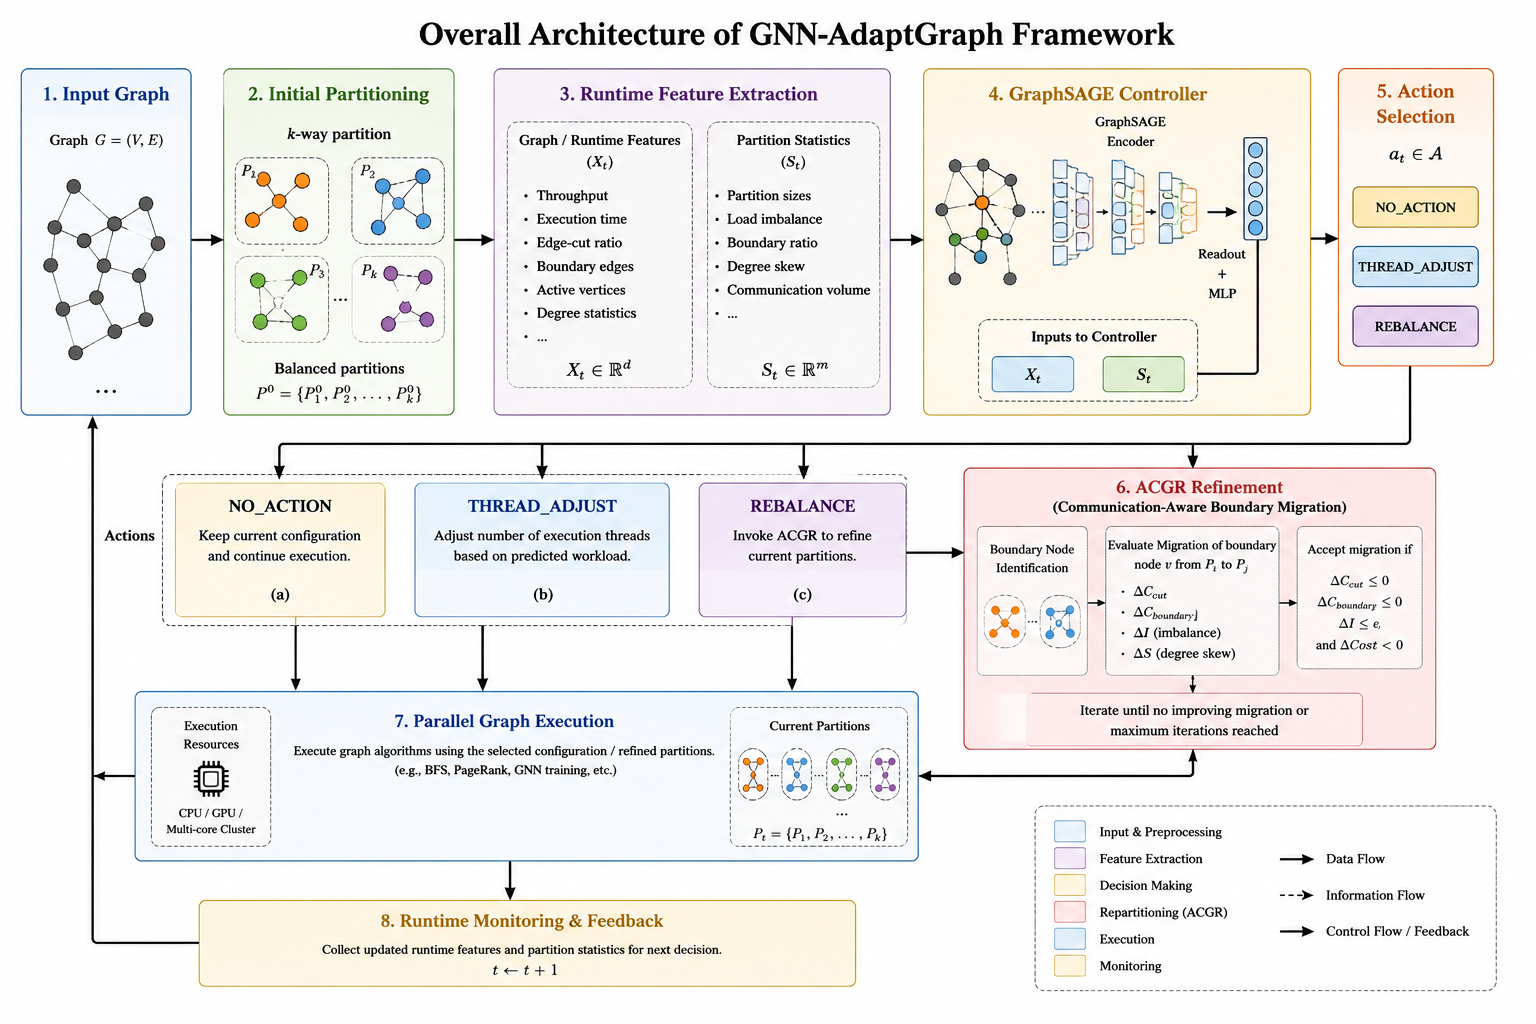 Overall Architecture of GNN-AdaptGraph Framework
1. Input Graph
Graph G = (V, E)
...
2. Initial Partitioning
k-way partition
P₁
P₂
P₃
...
Pₖ
Balanced partitions
P⁰ = {P₁⁰, P₂⁰, . . . , Pₖ⁰}
3. Runtime Feature Extraction
Graph / Runtime Features
(Xₜ)
• Throughput
• Execution time
• Edge-cut ratio
• Boundary edges
• Active vertices
• Degree statistics
• ...
Xₜ ∈ ℝᵈ
Partition Statistics
(Sₜ)
• Partition sizes
• Load imbalance
• Boundary ratio
• Degree skew
• Communication volume
• ...
Sₜ ∈ ℝᵐ
4. GraphSAGE Controller
GraphSAGE
Encoder
...
Readout
+
MLP
Inputs to Controller
Xₜ
Sₜ
5. Action
Selection
aₜ ∈ 𝒜
NO_ACTION
THREAD_ADJUST
REBALANCE
Actions
NO_ACTION
Keep current configuration
and continue execution.
(a)
THREAD_ADJUST
Adjust number of execution threads
based on predicted workload.
(b)
REBALANCE
Invoke ACGR to refine
current partitions.
(c)
6. ACGR Refinement
(Communication-Aware Boundary Migration)
Boundary Node
Identification
...
Evaluate Migration of boundary
node v from Pᵢ to Pⱼ
• ΔC_cut
• ΔC_boundary]
• ΔI (imbalance)
• ΔS (degree skew)
Accept migration if
ΔC_cut ≤ 0
ΔC_boundary ≤ 0
ΔI ≤ e,
and ΔCost < 0
Iterate until no improving migration or
maximum iterations reached
7. Parallel Graph Execution
Execute graph algorithms using the selected configuration / refined partitions.
(e.g., BFS, PageRank, GNN training, etc.)
Execution
Resources
CPU / GPU /
Multi-core Cluster
Current Partitions
...
Pₜ = {P₁, P₂, . . . , Pₖ}
8. Runtime Monitoring & Feedback
Collect updated runtime features and partition statistics for next decision.
t ← t + 1
Input & Preprocessing
Feature Extraction
Decision Making
Repartitioning (ACGR)
Execution
Monitoring
Data Flow
Information Flow
Control Flow / Feedback